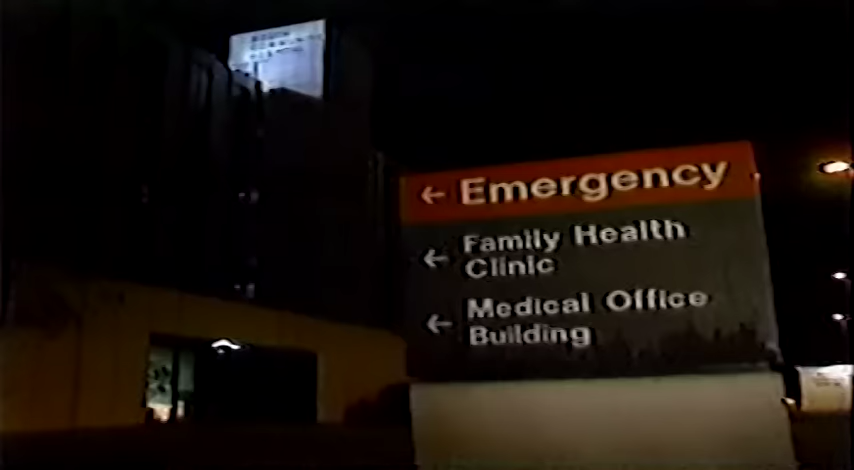 ← Emergency
← Family Health
Clinic
← Medical Office
Building